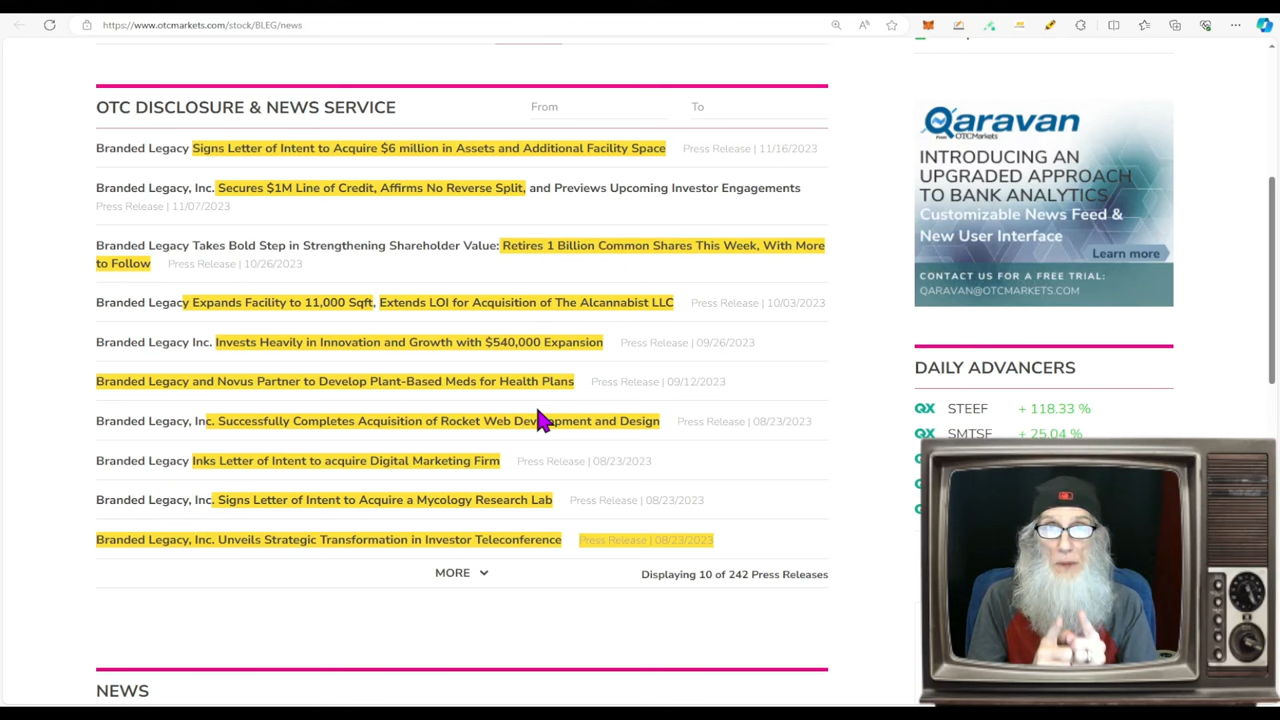 https://www.otcmarkets.com/stock/BLEG/news
OTC DISCLOSURE & NEWS SERVICE
From
To
Branded Legacy Signs Letter of Intent to Acquire $6 million in Assets and Additional Facility Space Press Release | 11/16/2023
Branded Legacy, Inc. Secures $1M Line of Credit, Affirms No Reverse Split, and Previews Upcoming Investor Engagements
Press Release | 11/07/2023
Branded Legacy Takes Bold Step in Strengthening Shareholder Value: Retires 1 Billion Common Shares This Week, With More
to Follow Press Release | 10/26/2023
Branded Legacy Expands Facility to 11,000 Sqft, Extends LOI for Acquisition of The Alcannabist LLC Press Release | 10/03/2023
Branded Legacy Inc. Invests Heavily in Innovation and Growth with $540,000 Expansion Press Release | 09/26/2023
Branded Legacy and Novus Partner to Develop Plant-Based Meds for Health Plans Press Release | 09/12/2023
Branded Legacy, Inc. Successfully Completes Acquisition of Rocket Web Development and Design Press Release | 08/23/2023
Branded Legacy Inks Letter of Intent to acquire Digital Marketing Firm Press Release | 08/23/2023
Branded Legacy, Inc. Signs Letter of Intent to Acquire a Mycology Research Lab Press Release | 08/23/2023
Branded Legacy, Inc. Unveils Strategic Transformation in Investor Teleconference Press Release | 08/23/2023
MORE
Displaying 10 of 242 Press Releases
NEWS
Qaravan
from OTCMarkets
INTRODUCING AN
UPGRADED APPROACH
TO BANK ANALYTICS
Customizable News Feed &
New User Interface
Learn more
CONTACT US FOR A FREE TRIAL:
QARAVAN@OTCMARKETS.COM
DAILY ADVANCERS
QX STEEF + 118.33 %
QX SMTSF + 25.04 %